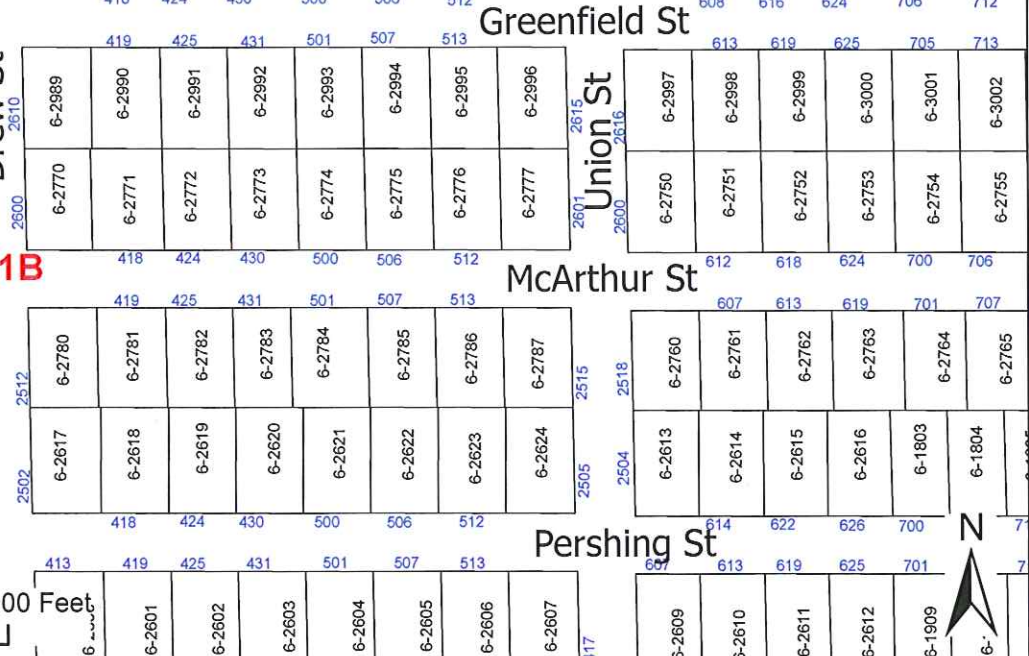 608 616 624 706 712
Greenfield St
419 425 431 501 507 513 613 619 625 705 713
2610 6-2989 6-2990 6-2991 6-2992 6-2993 6-2994 6-2995 6-2996 2615 Union St 2616 6-2997 6-2998 6-2999 6-3000 6-3001 6-3002
2600 6-2770 6-2771 6-2772 6-2773 6-2774 6-2775 6-2776 6-2777 2601 2600 6-2750 6-2751 6-2752 6-2753 6-2754 6-2755
1B 418 424 430 500 506 512 612 618 624 700 706
McArthur St
419 425 431 501 507 513 607 613 619 701 707
2512 6-2780 6-2781 6-2782 6-2783 6-2784 6-2785 6-2786 6-2787 2515 2518 6-2760 6-2761 6-2762 6-2763 6-2764 6-2765
2502 6-2617 6-2618 6-2619 6-2620 6-2621 6-2622 6-2623 6-2624 2505 2504 6-2613 6-2614 6-2615 6-2616 6-1803 6-1804
418 424 430 500 506 512 614 622 626 700 N
Pershing St
413 419 425 431 501 507 513 607 613 619 625 701
00 Feet 6-2601 6-2602 6-2603 6-2604 6-2605 6-2606 6-2607 6-2609 6-2610 6-2611 6-2612 6-1909